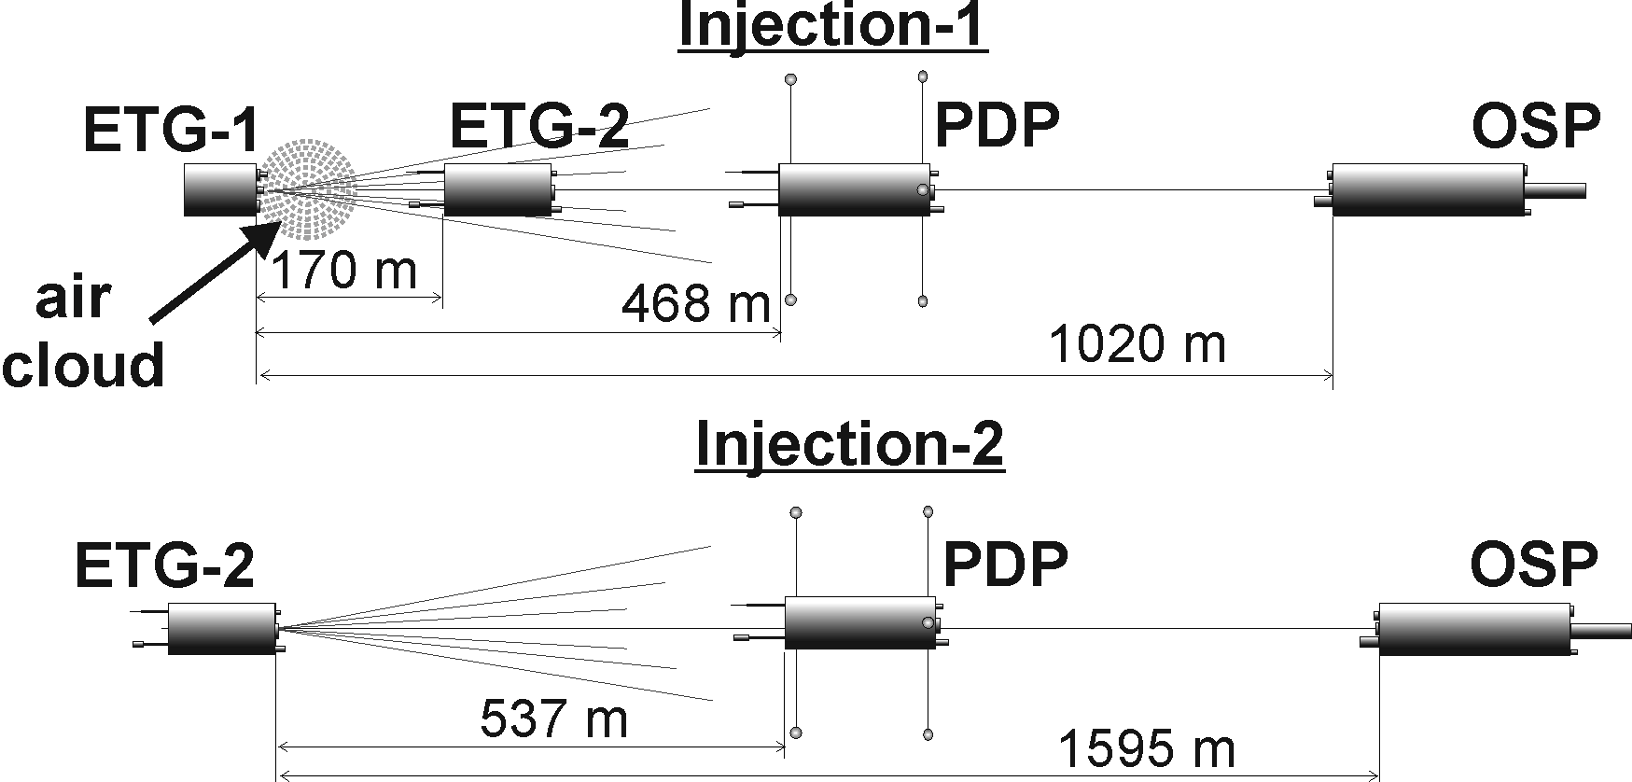 Injection-1
ETG-1
ETG-2
PDP
OSP
air
cloud
170 m
468 m
1020 m
Injection-2
ETG-2
PDP
OSP
537 m
1595 m